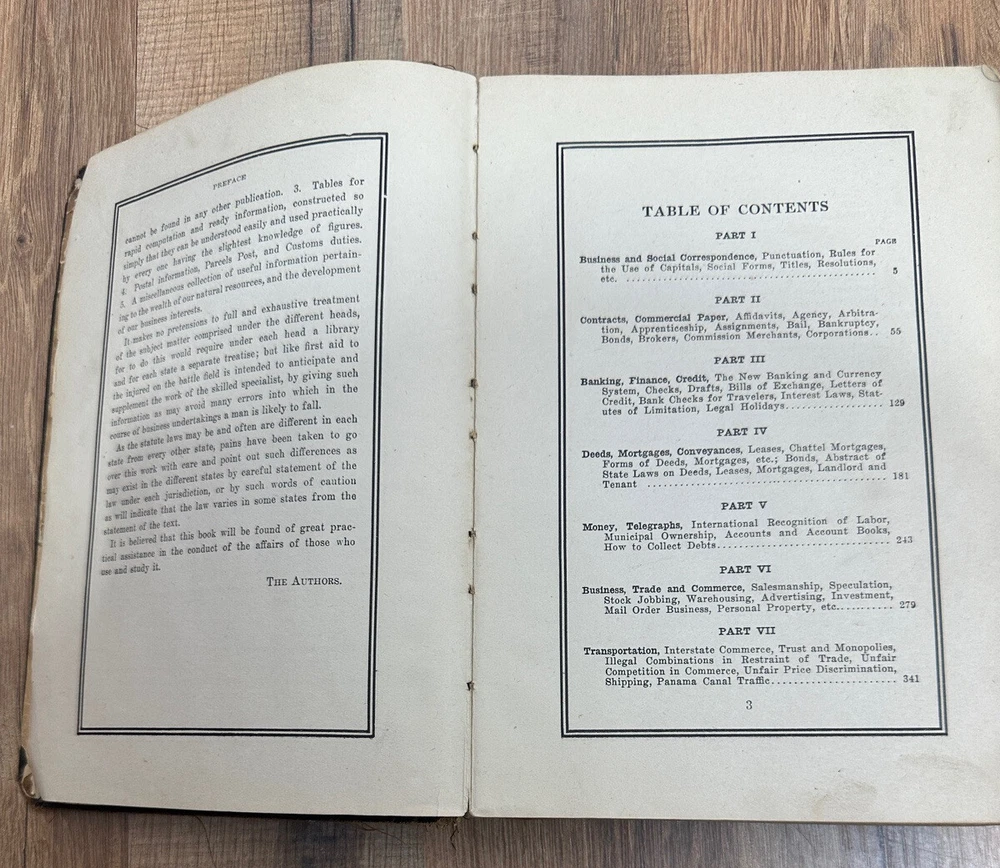 PREFACE
cannot be found in any other publication. 3. Tables for
rapid computation and ready information, constructed so
simply that they can be understood easily and used practically
by every one having the slightest knowledge of figures.
4. Postal information, Parcels Post, and Customs duties.
5. A miscellaneous collection of useful information pertain-
ing to the wealth of our natural resources, and the development
of our business interests.
It makes no pretensions to full and exhaustive treatment
of the subject matter comprised under the different heads,
for to do this would require under each head a library
and for each state a separate treatise; but like first aid to
the injured on the battle field is intended to anticipate and
supplement the work of the skilled specialist, by giving such
information as may avoid many errors into which in the
course of business undertakings a man is likely to fall.
As the statute laws may be and often are different in each
state from every other state, pains have been taken to go
over this work with care and point out such differences as
may exist in the different states by careful statement of the
law under each jurisdiction, or by such words of caution
as will indicate that the law varies in some states from the
statement of the text.
It is believed that this book will be found of great prac-
tical assistance in the conduct of the affairs of those who
use and study it.
THE AUTHORS.
TABLE OF CONTENTS
PART I
PAGE
Business and Social Correspondence, Punctuation, Rules for
the Use of Capitals, Social Forms, Titles, Resolutions,
etc. .......... 5
PART II
Contracts, Commercial Paper, Affidavits, Agency, Arbitra-
tion, Apprenticeship, Assignments, Bail, Bankruptcy,
Bonds, Brokers, Commission Merchants, Corporations.. 55
PART III
Banking, Finance, Credit, The New Banking and Currency
System, Checks, Drafts, Bills of Exchange, Letters of
Credit, Bank Checks for Travelers, Interest Laws, Stat-
utes of Limitation, Legal Holidays.......... 129
PART IV
Deeds, Mortgages, Conveyances, Leases, Chattel Mortgages,
Forms of Deeds, Mortgages, etc.; Bonds, Abstract of
State Laws on Deeds, Leases, Mortgages, Landlord and
Tenant .......... 181
PART V
Money, Telegraphs, International Recognition of Labor,
Municipal Ownership, Accounts and Account Books,
How to Collect Debts.......... 243
PART VI
Business, Trade and Commerce, Salesmanship, Speculation,
Stock Jobbing, Warehousing, Advertising, Investment,
Mail Order Business, Personal Property, etc.......... 279
PART VII
Transportation, Interstate Commerce, Trust and Monopolies,
Illegal Combinations in Restraint of Trade, Unfair
Competition in Commerce, Unfair Price Discrimination,
Shipping, Panama Canal Traffic.......... 341
3